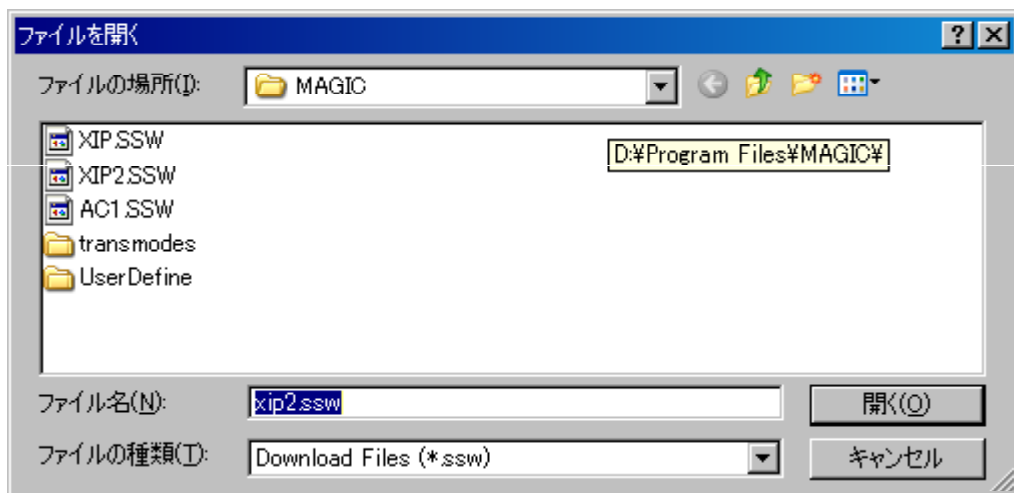 ファイルを開く
ファイルの場所(I): MAGIC
XIP.SSW
D:¥Program Files¥MAGIC¥
XIP2.SSW
AC1.SSW
transmodes
UserDefine
ファイル名(N): xip2.ssw 開く(O)
ファイルの種類(T): Download Files (*.ssw) キャンセル